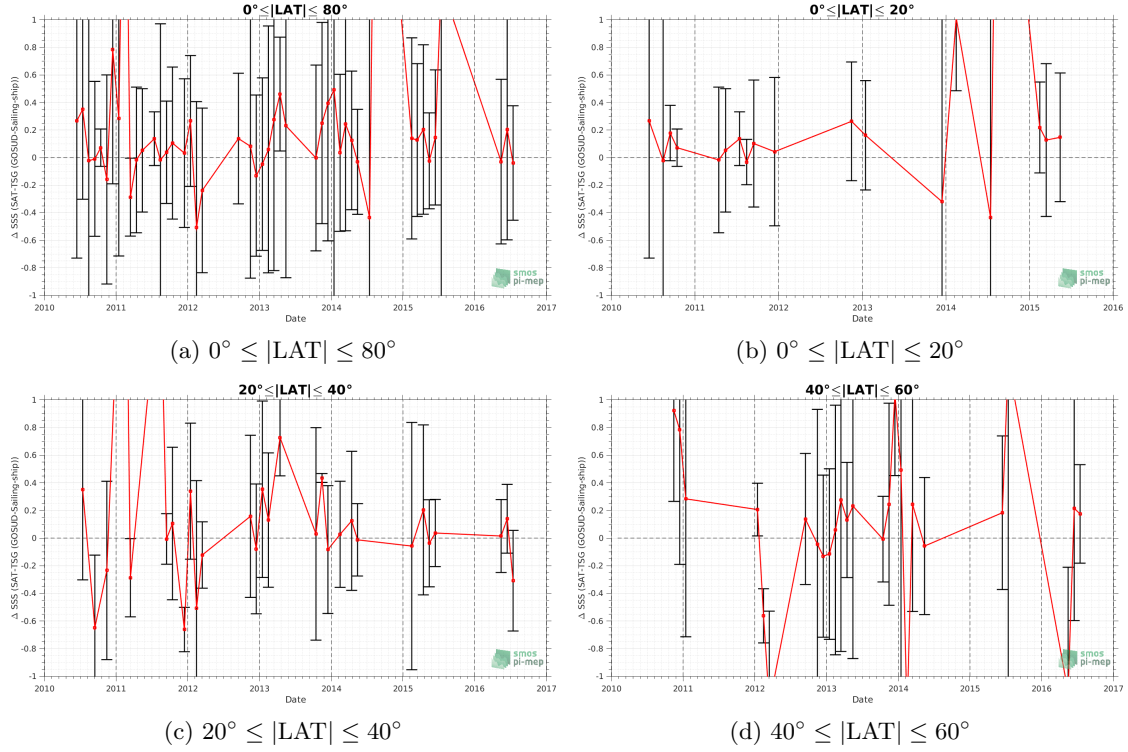 0°≤|LAT|≤ 80°
Δ SSS (SAT-TSG (GOSUD-Sailing-ship))
1
0.8
0.6
0.4
0.2
0
-0.2
-0.4
-0.6
-0.8
-1
2010 2011 2012 2013 2014 2015 2016 2017
Date
smos
pi-mep
(a) 0° ≤ |LAT| ≤ 80°
0°≤|LAT|≤ 20°
Δ SSS (SAT-TSG (GOSUD-Sailing-ship))
1
0.8
0.6
0.4
0.2
0
-0.2
-0.4
-0.6
-0.8
-1
2010 2011 2012 2013 2014 2015 2016
Date
smos
pi-mep
(b) 0° ≤ |LAT| ≤ 20°
20°≤|LAT|≤ 40°
Δ SSS (SAT-TSG (GOSUD-Sailing-ship))
1
0.8
0.6
0.4
0.2
0
-0.2
-0.4
-0.6
-0.8
-1
2010 2011 2012 2013 2014 2015 2016 2017
Date
smos
pi-mep
(c) 20° ≤ |LAT| ≤ 40°
40°≤|LAT|≤ 60°
Δ SSS (SAT-TSG (GOSUD-Sailing-ship))
1
0.8
0.6
0.4
0.2
0
-0.2
-0.4
-0.6
-0.8
-1
2010 2011 2012 2013 2014 2015 2016 2017
Date
smos
pi-mep
(d) 40° ≤ |LAT| ≤ 60°